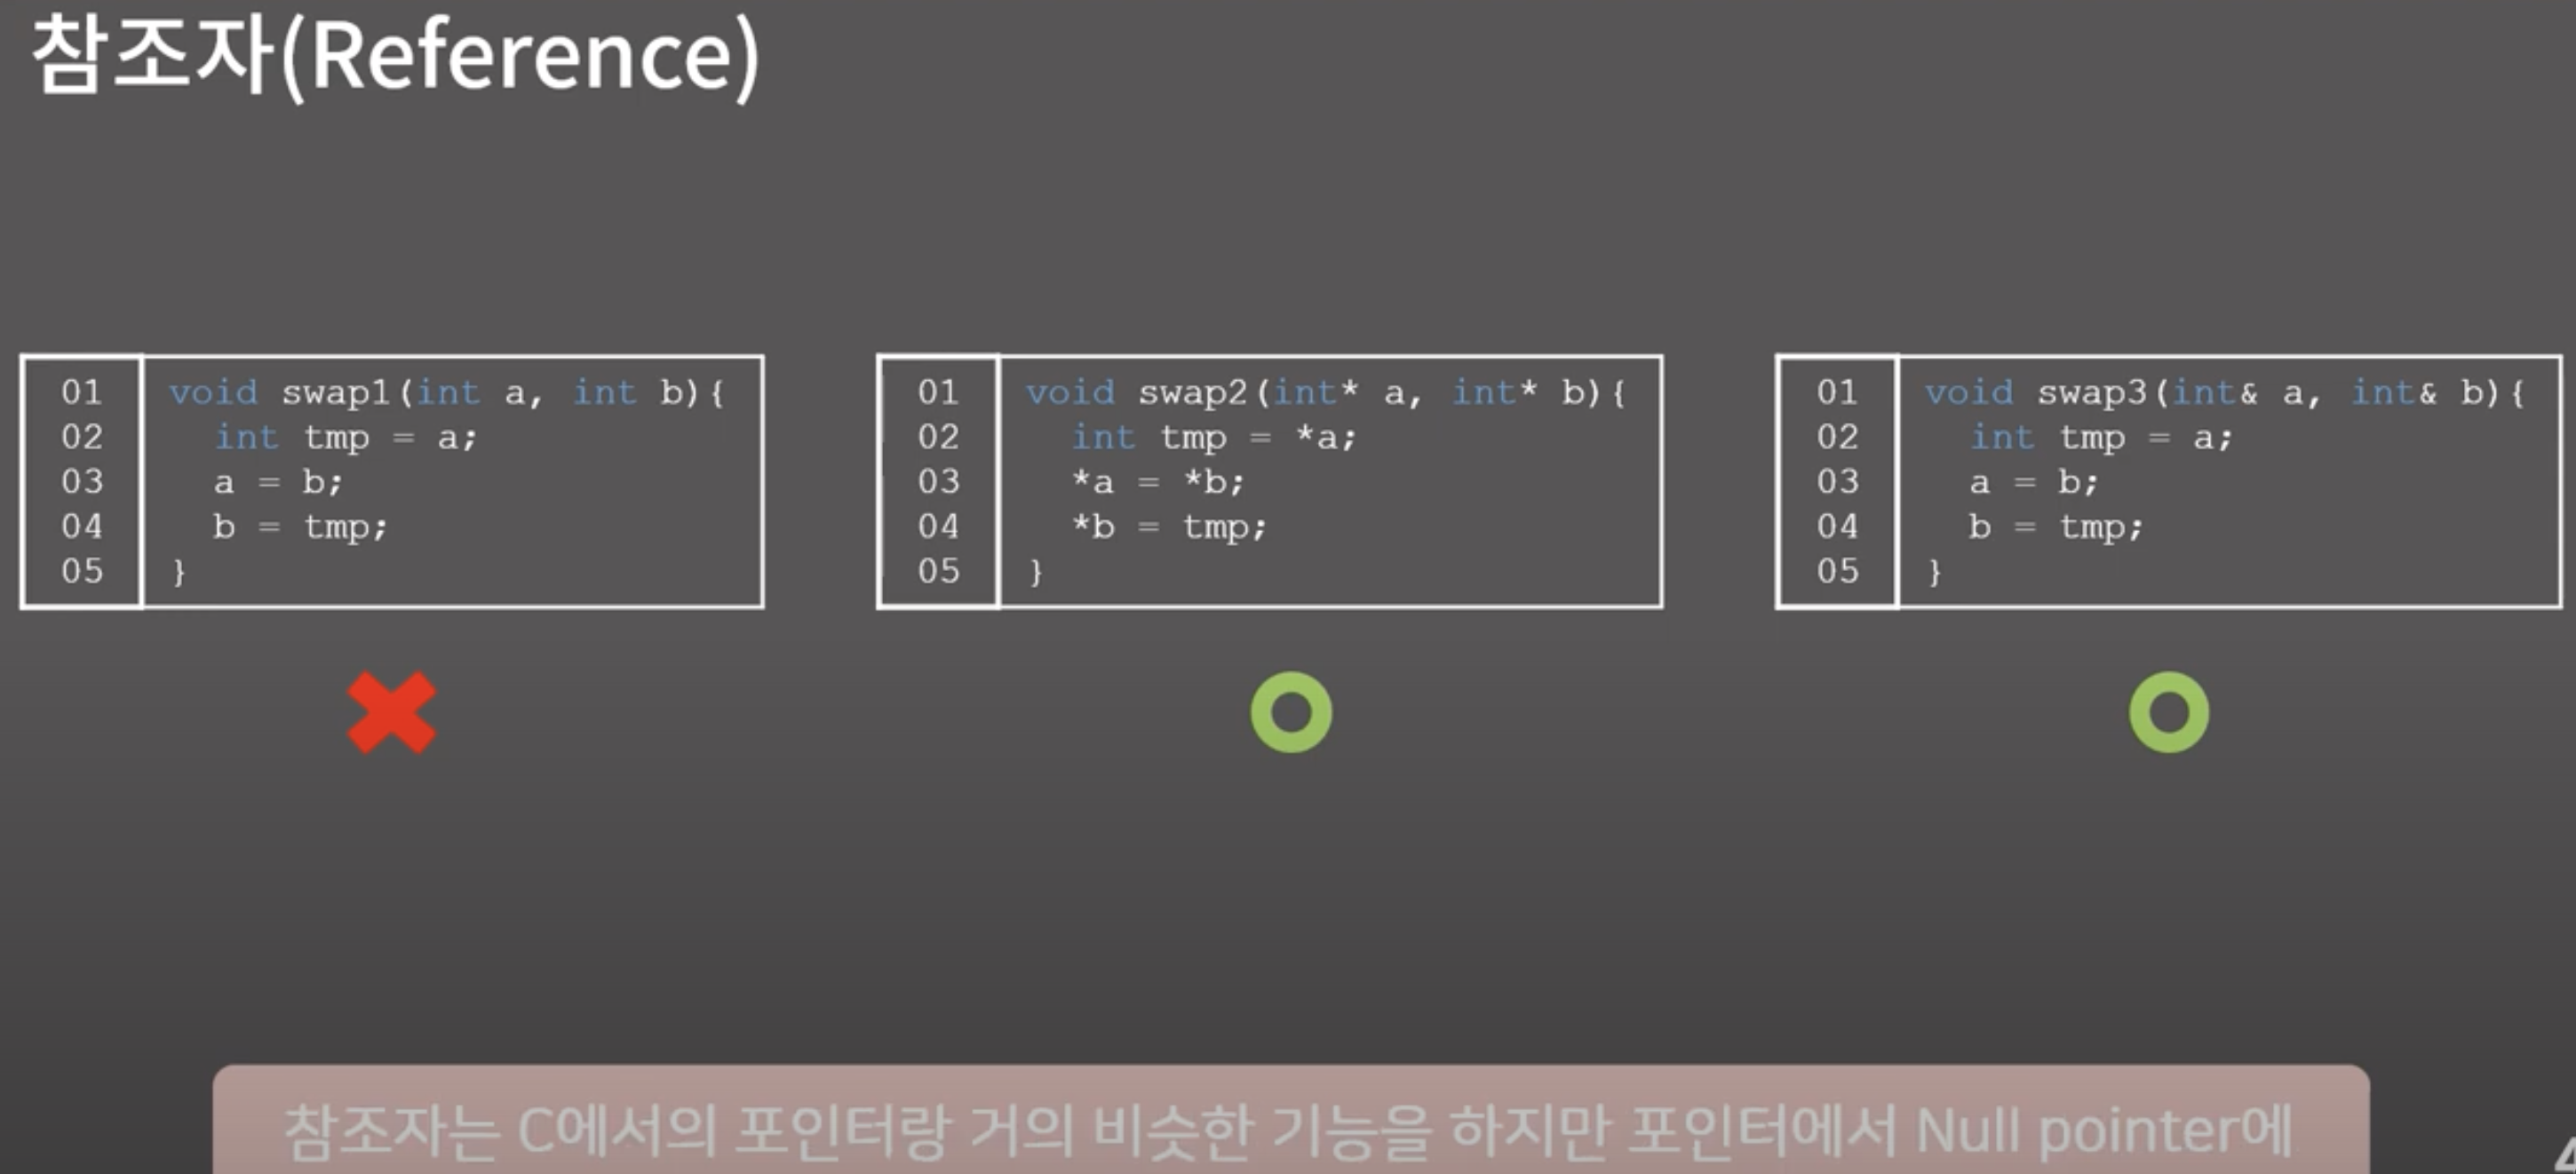 참조자(Reference)
01 void swap1(int a, int b){
02 int tmp = a;
03 a = b;
04 b = tmp;
05 }
01 void swap2(int* a, int* b){
02 int tmp = *a;
03 *a = *b;
04 *b = tmp;
05 }
01 void swap3(int& a, int& b){
02 int tmp = a;
03 a = b;
04 b = tmp;
05 }
참조자는 C에서의 포인터랑 거의 비슷한 기능을 하지만 포인터에서 Null pointer에